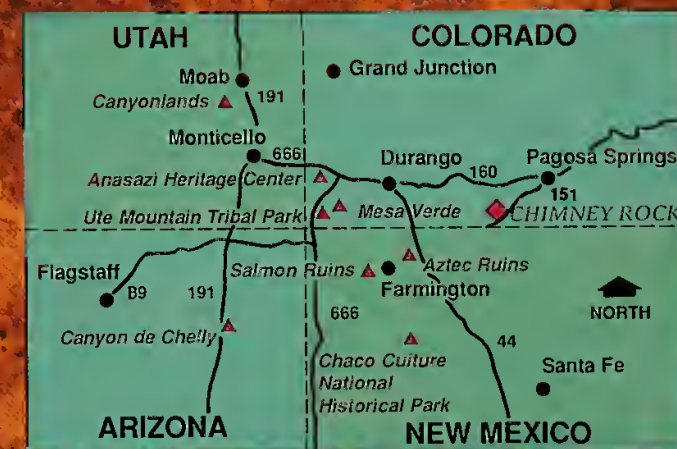 UTAH
COLORADO
Moab
Grand Junction
Canyonlands
191
Monticello
666
Durango
160
Pagosa Springs
Anasazi Heritage Center
151
Ute Mountain Tribal Park
Mesa Verde
CHIMNEY ROCK
Flagstaff
B9
191
Salmon Ruins
Aztec Ruins
Farmington
NORTH
Canyon de Chelly
666
44
Chaco Culture
National
Historical Park
Santa Fe
ARIZONA
NEW MEXICO